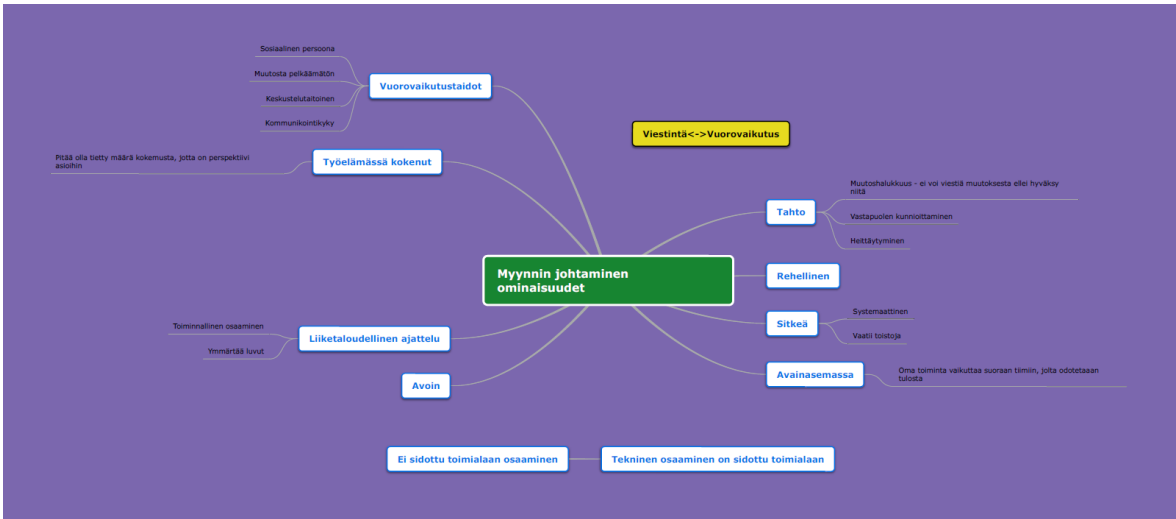 Sosiaalinen persoona
Muutosta pelkäämätön
Keskustelutaitoinen
Kommunikointikyky
Vuorovaikutustaidot
Pitää olla tietty määrä kokemusta, jotta on perspektiivi
asioihin
Työelämässä kokenut
Viestintä<->Vuorovaikutus
Myynnin johtaminen
ominaisuudet
Tahto
Muutoshalukkuus - ei voi viestiä muutoksesta ellei hyväksy
niitä
Vastapuolen kunnioittaminen
Heittäytyminen
Rehellinen
Sitkeä
Systemaattinen
Vaatii toistoja
Avainasemassa
Oma toiminta vaikuttaa suoraan tiimiin, jolta odotetaaan
tulosta
Toiminnallinen osaaminen
Ymmärtää luvut
Liiketaloudellinen ajattelu
Avoin
Ei sidottu toimialaan osaaminen
Tekninen osaaminen on sidottu toimialaan